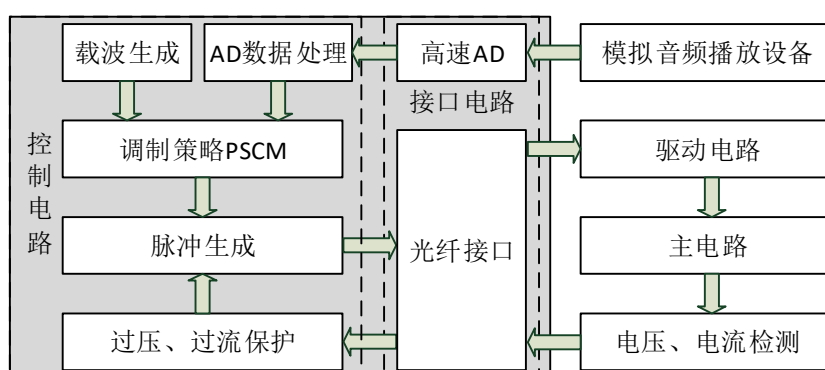 载波生成
AD数据处理
高速AD
模拟音频播放设备
接口电路
控制电路
调制策略PSCM
驱动电路
脉冲生成
光纤接口
主电路
过压、过流保护
电压、电流检测